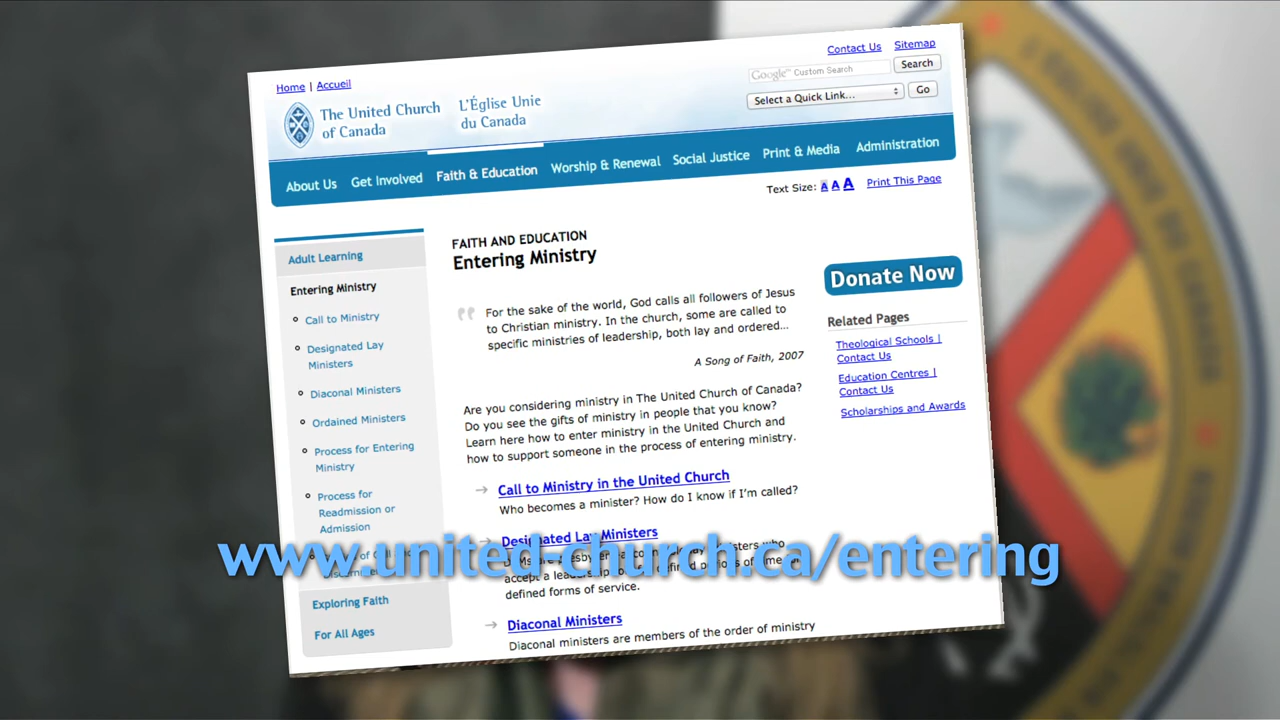 Contact Us Sitemap
Home | Accueil
Google™ Custom Search Search
The United Church
of Canada
L'Église Unie
du Canada
Select a Quick Link... Go
About Us Get Involved Faith & Education Worship & Renewal Social Justice Print & Media Administration
Text Size: A A A Print This Page
Adult Learning
Entering Ministry
Call to Ministry
Designated Lay
Ministers
Diaconal Ministers
Ordained Ministers
Process for Entering
Ministry
Process for
Readmission or
Admission
of
Exploring Faith
For All Ages
FAITH AND EDUCATION
Entering Ministry
For the sake of the world, God calls all followers of Jesus
to Christian ministry. In the church, some are called to
specific ministries of leadership, both lay and ordered...
A Song of Faith, 2007
Are you considering ministry in The United Church of Canada?
Do you see the gifts of ministry in people that you know?
Learn here how to enter ministry in the United Church and
how to support someone in the process of entering ministry.
Call to Ministry in the United Church
Who becomes a minister? How do I know if I'm called?
Designated Lay Ministers
ministers who
accept a leadership
defined forms of service.
Diaconal Ministers
Diaconal ministers are members of the order of ministry
Donate Now
Related Pages
Theological Schools |
Contact Us
Education Centres |
Contact Us
Scholarships and Awards
www.united-church.ca/entering